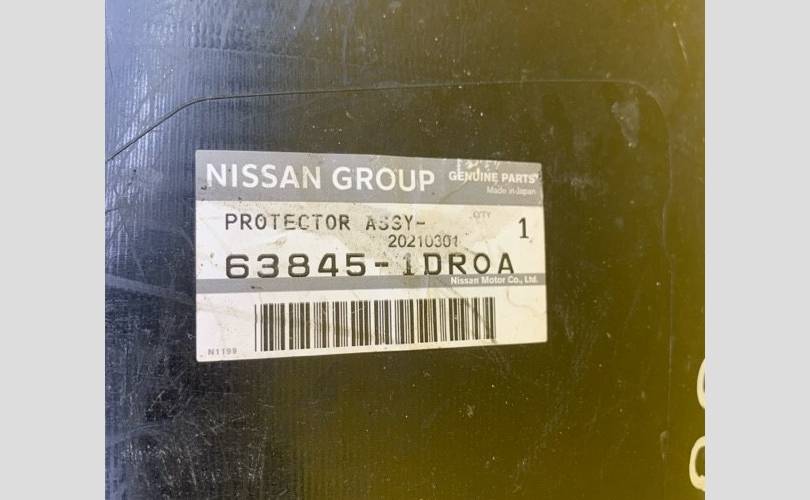 NISSAN GROUP GENUINE PARTS
Made in Japan
PROTECTOR ASSY- QTY 1
20210301
63845-1DR0A
Nissan Motor Co., Ltd.
N1199